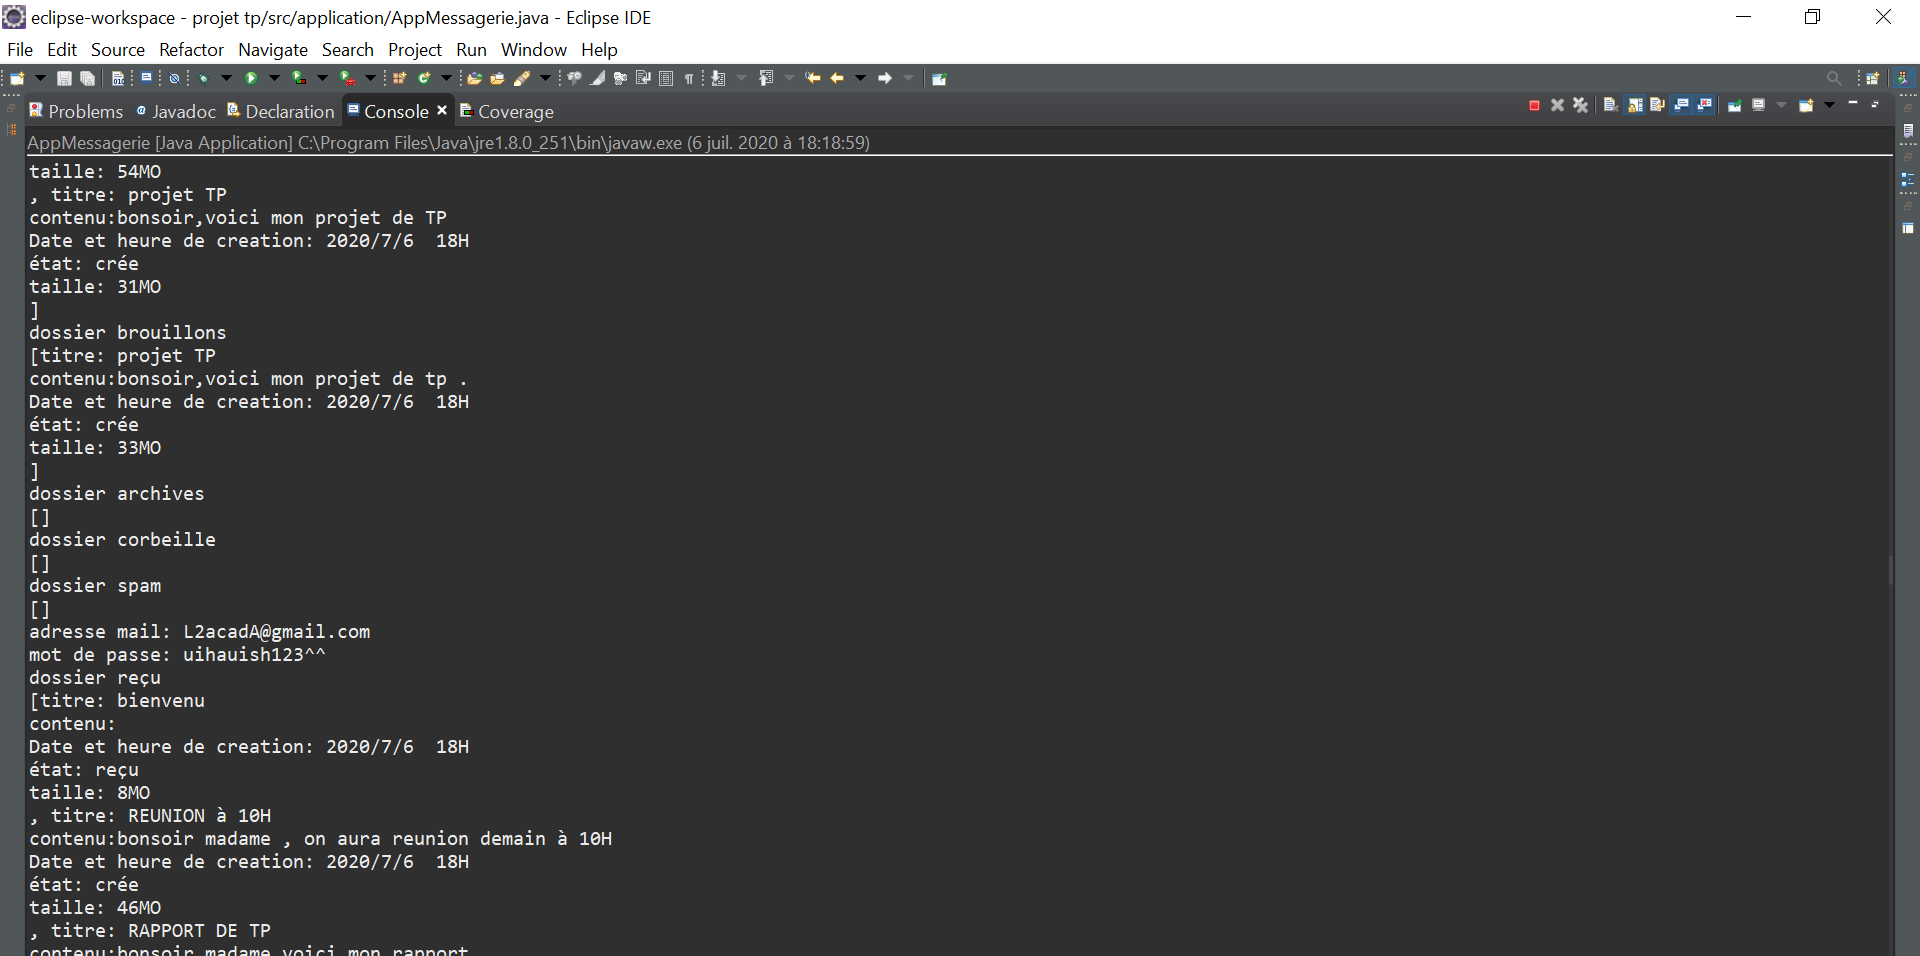 eclipse-workspace - projet tp/src/application/AppMessagerie.java - Eclipse IDE
File Edit Source Refactor Navigate Search Project Run Window Help
Problems Javadoc Declaration Console Coverage
AppMessagerie [Java Application] C:\Program Files\Java\jre1.8.0_251\bin\javaw.exe (6 juil. 2020 à 18:18:59)
taille: 54MO
, titre: projet TP
contenu:bonsoir,voici mon projet de TP
Date et heure de creation: 2020/7/6  18H
état: crée
taille: 31MO
]
dossier brouillons
[titre: projet TP
contenu:bonsoir,voici mon projet de tp .
Date et heure de creation: 2020/7/6  18H
état: crée
taille: 33MO
]
dossier archives
[]
dossier corbeille
[]
dossier spam
[]
adresse mail: L2acadA@gmail.com
mot de passe: uihauish123^^
dossier reçu
[titre: bienvenu
contenu:
Date et heure de creation: 2020/7/6  18H
état: reçu
taille: 8MO
, titre: REUNION à 10H
contenu:bonsoir madame , on aura reunion demain à 10H
Date et heure de creation: 2020/7/6  18H
état: crée
taille: 46MO
, titre: RAPPORT DE TP
contenu:bonsoir madame voici mon rapport